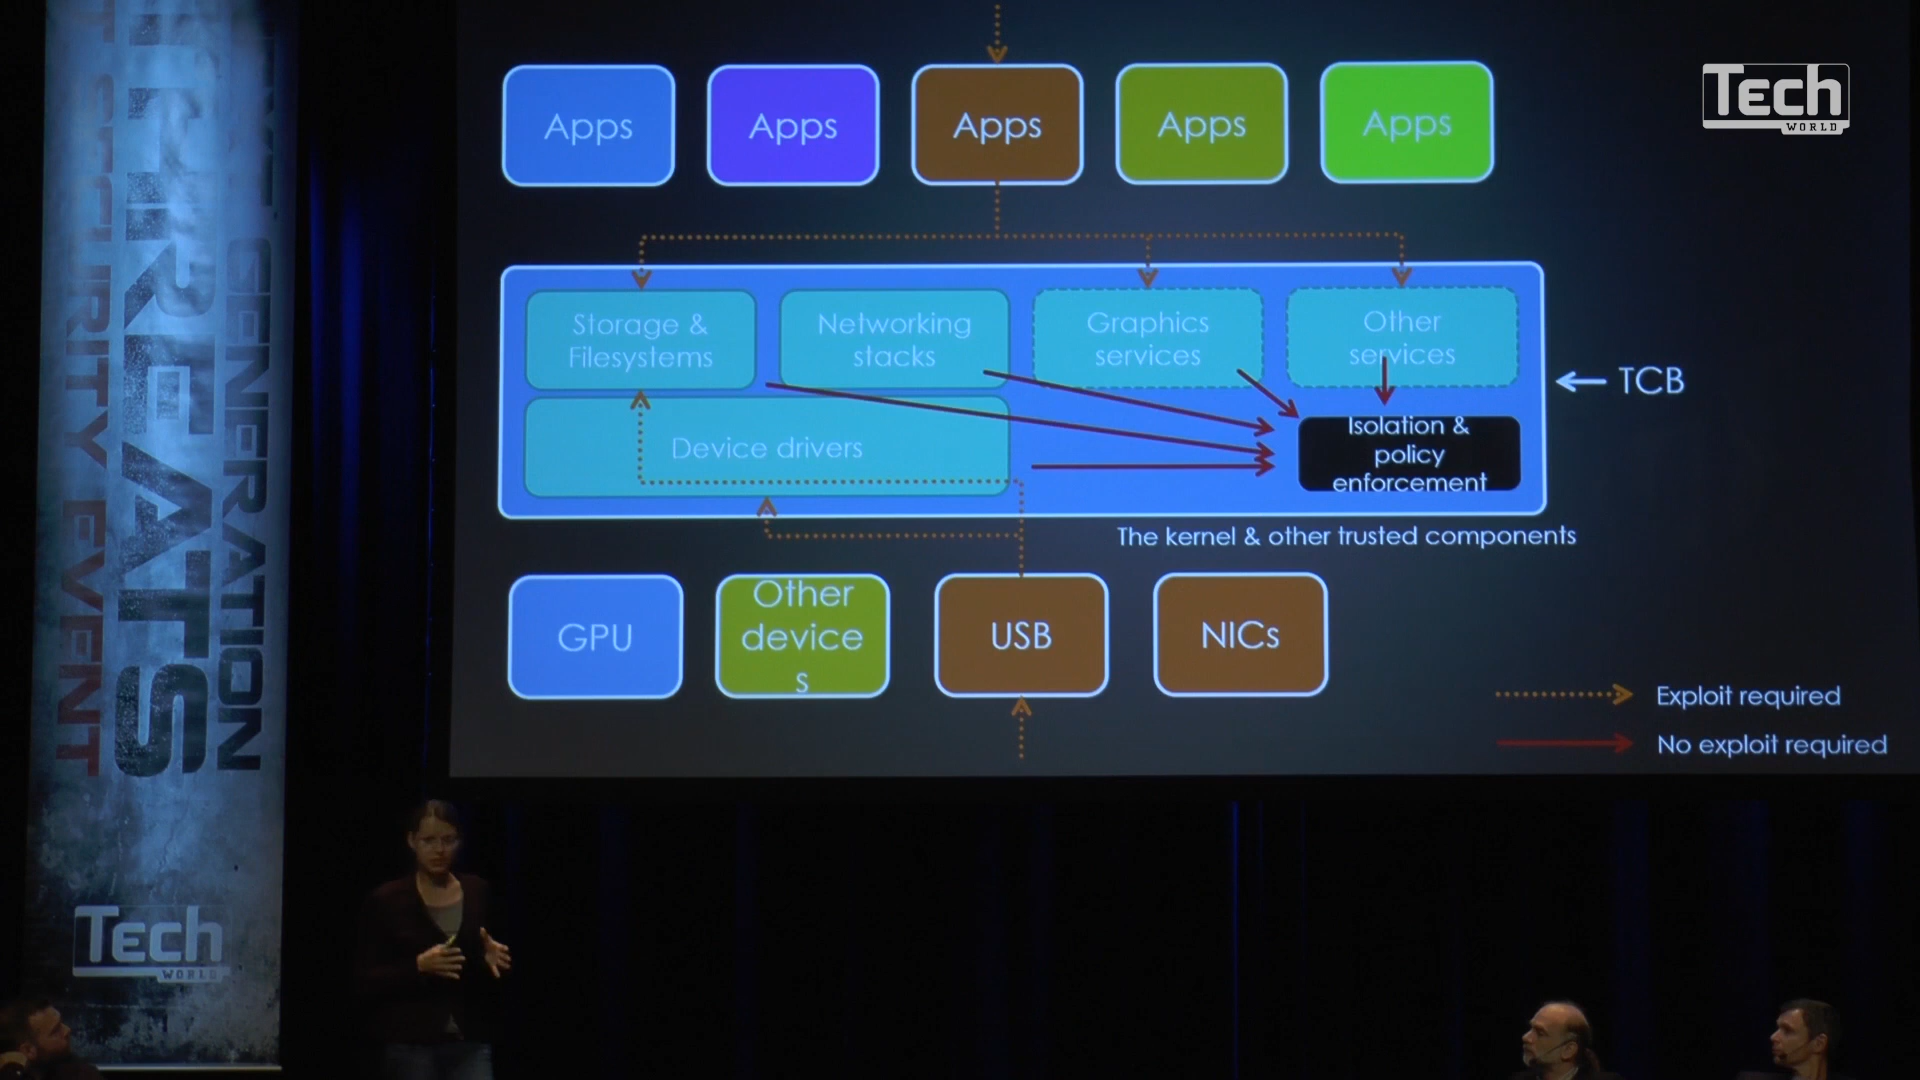 Apps
Apps
Apps
Apps
Apps
Tech
WORLD
Storage &
Filesystems
Networking
stacks
Graphics
services
Other
services
Device drivers
Isolation &
policy
enforcement
TCB
The kernel & other trusted components
GPU
Other
device
s
USB
NICs
Exploit required
No exploit required
THREATS
GENERATION
IT SECURITY EVENT
Tech
WORLD